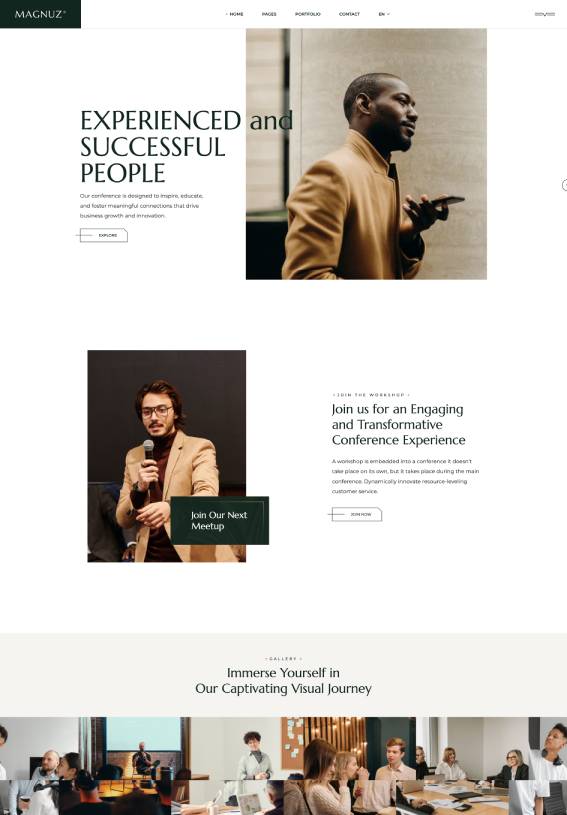 MAGNUZ®
HOME PAGES PORTFOLIO CONTACT EN
EXPERIENCED and
SUCCESSFUL
PEOPLE
Our conference is designed to inspire, educate,
and foster meaningful connections that drive
business growth and innovation.
EXPLORE
JOIN THE WORKSHOP
Join us for an Engaging
and Transformative
Conference Experience
A workshop is embedded into a conference it doesn't
take place on its own, but it takes place during the main
conference. Dynamically innovate resource-leveling
customer service.
JOIN NOW
Join Our Next
Meetup
GALLERY
Immerse Yourself in
Our Captivating Visual Journey